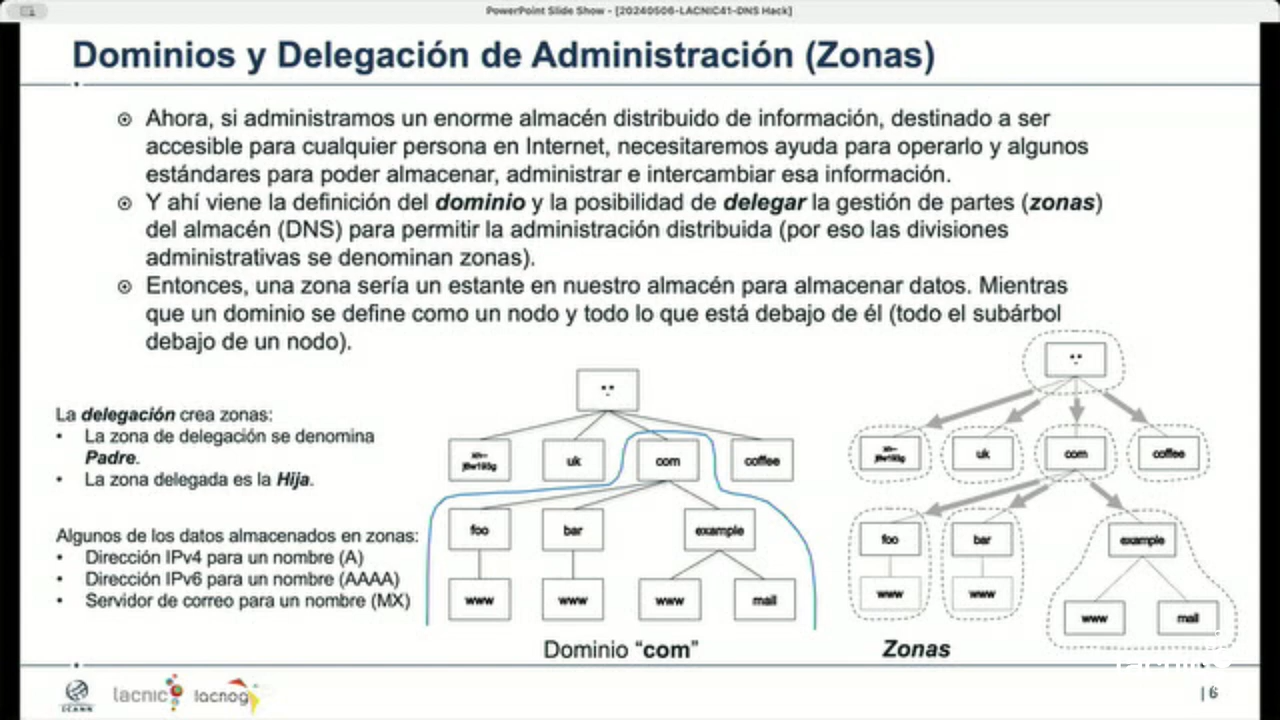 PowerPoint Slide Show - [20240506-LACNIC41-DNS Hack]
Dominios y Delegación de Administración (Zonas)
Ahora, si administramos un enorme almacén distribuido de información, destinado a ser
accesible para cualquier persona en Internet, necesitaremos ayuda para operarlo y algunos
estándares para poder almacenar, administrar e intercambiar esa información.
Y ahí viene la definición del dominio y la posibilidad de delegar la gestión de partes (zonas)
del almacén (DNS) para permitir la administración distribuida (por eso las divisiones
administrativas se denominan zonas).
Entonces, una zona sería un estante en nuestro almacén para almacenar datos. Mientras
que un dominio se define como un nodo y todo lo que está debajo de él (todo el subárbol
debajo de un nodo).
La delegación crea zonas:
• La zona de delegación se denomina
Padre.
• La zona delegada es la Hija.
Algunos de los datos almacenados en zonas:
• Dirección IPv4 para un nombre (A)
• Dirección IPv6 para un nombre (AAAA)
• Servidor de correo para un nombre (MX)
uk
com
coffee
foo
bar
example
www
www
www
mail
Dominio “com”
uk
com
coffee
foo
bar
example
www
www
www
mail
Zonas
ICANN
lacnic
lacnog
| 6